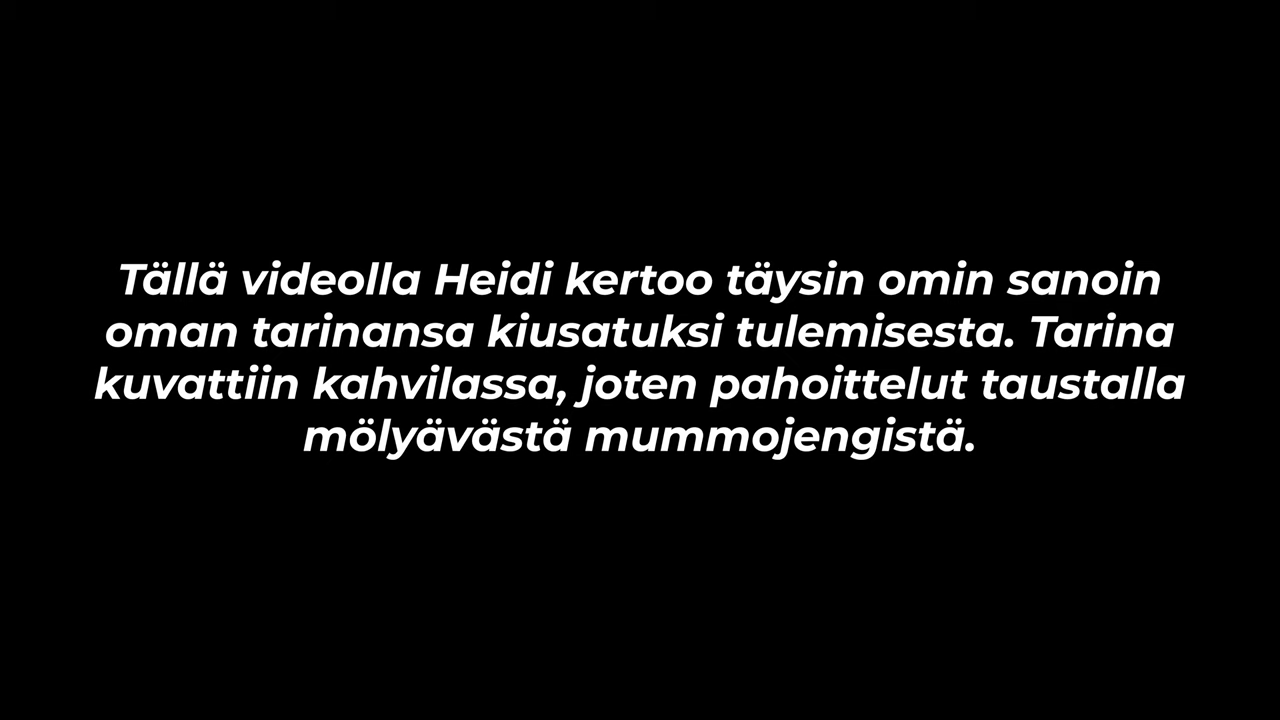 Tällä videolla Heidi kertoo täysin omin sanoin
oman tarinansa kiusatuksi tulemisesta. Tarina
kuvattiin kahvilassa, joten pahoittelut taustalla
mölyävästä mummojengistä.